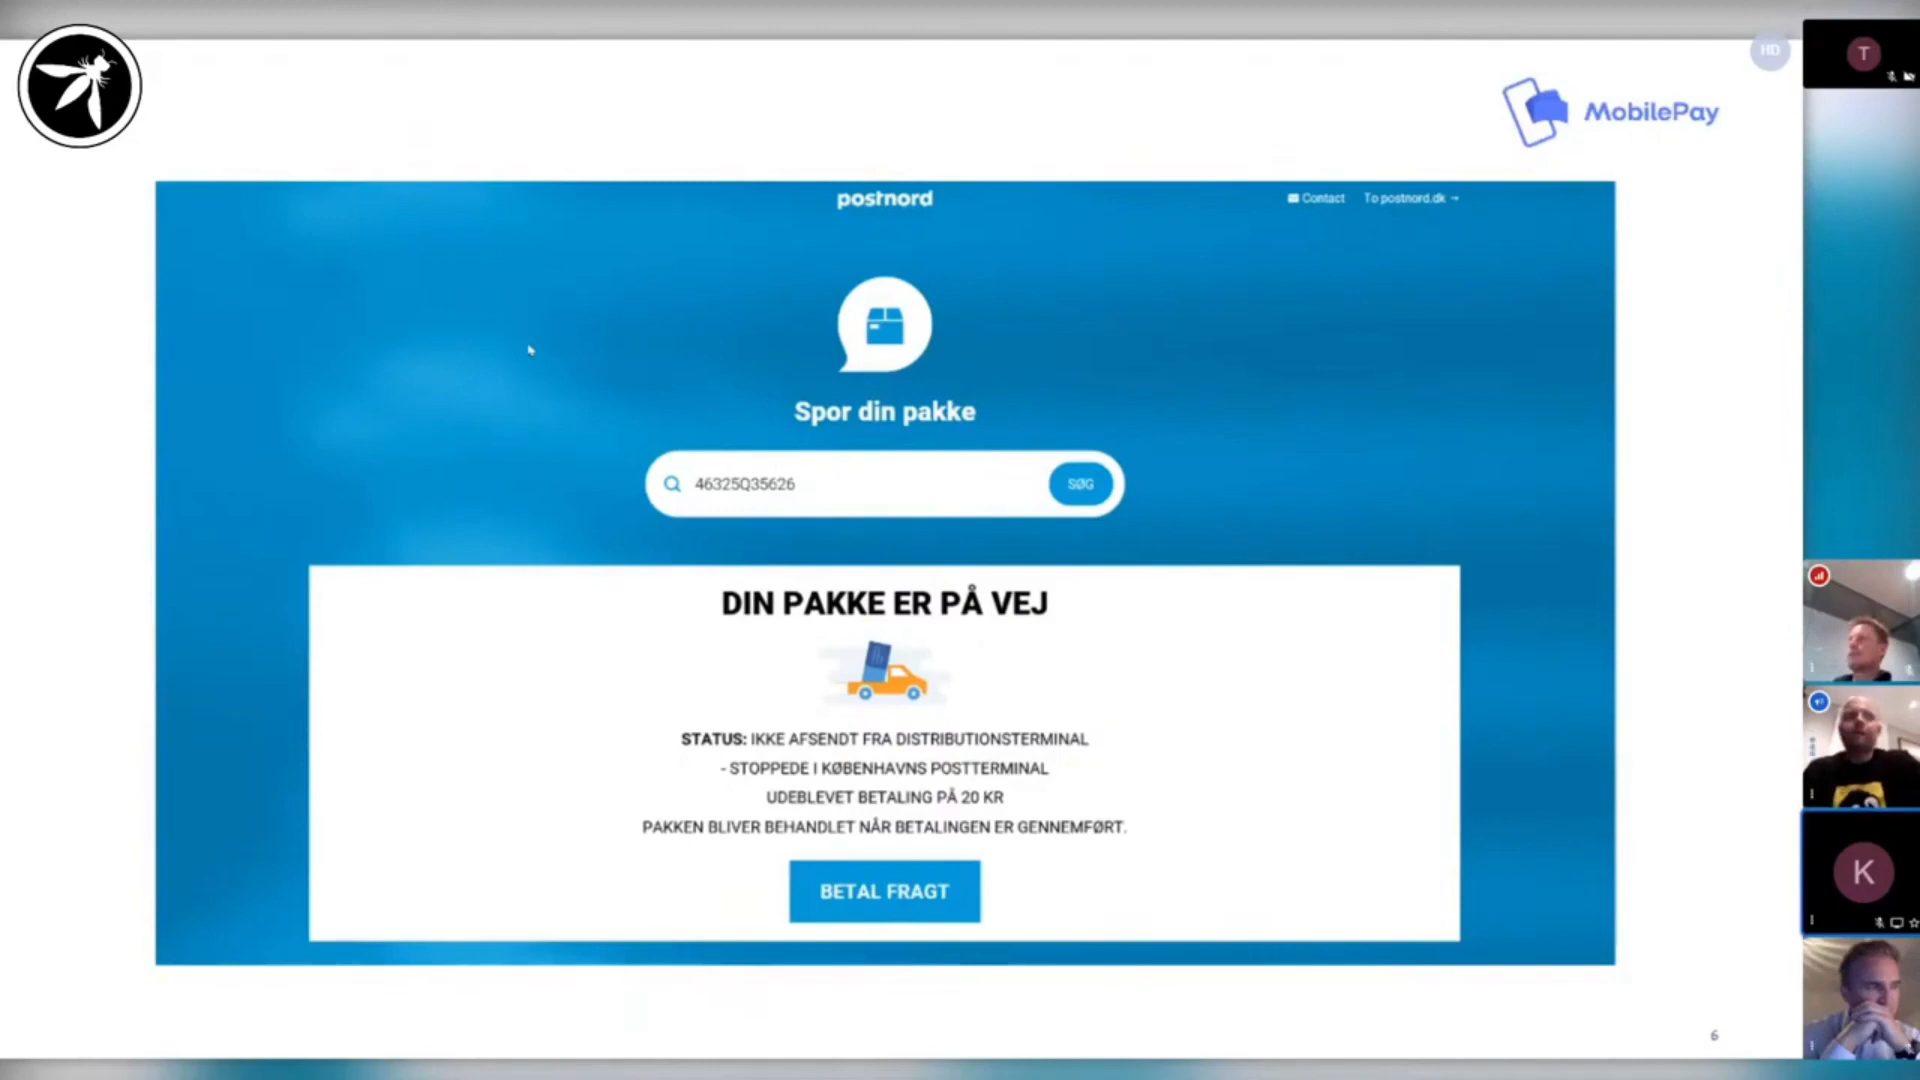 HD
T
MobilePay
postnord
Contact
To postnord.dk →
Spor din pakke
46325Q35626
SØG
DIN PAKKE ER PÅ VEJ
STATUS: IKKE AFSENDT FRA DISTRIBUTIONSTERMINAL
- STOPPEDE I KØBENHAVNS POSTTERMINAL
UDEBLEVET BETALING PÅ 20 KR
PAKKEN BLIVER BEHANDLET NÅR BETALINGEN ER GENNEMFØRT.
BETAL FRAGT
K
6